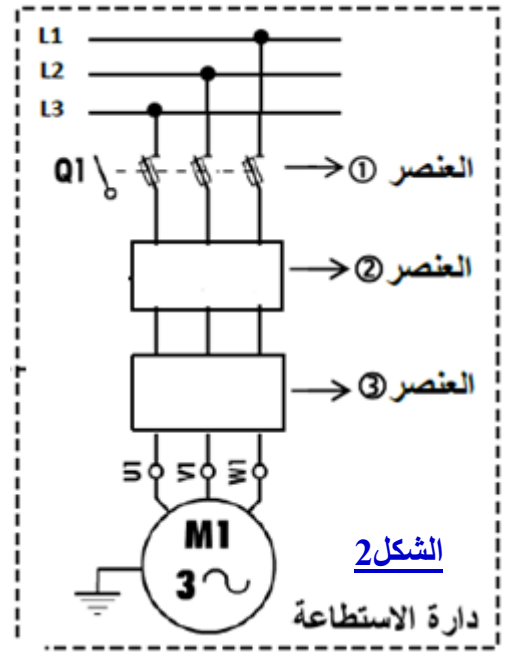 L1
L2
L3
Q1
العنصر ①
العنصر ②
العنصر ③
U1 V1 W1
M1
3~
الشكل2
دارة الاستطاعة